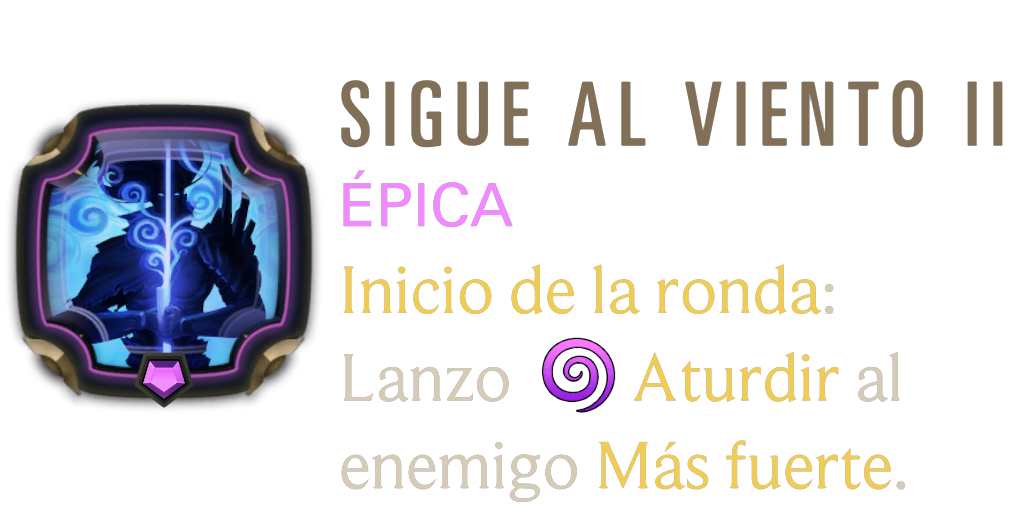 SIGUE AL VIENTO II
ÉPICA
Inicio de la ronda:
Lanzo Aturdir al
enemigo Más fuerte.